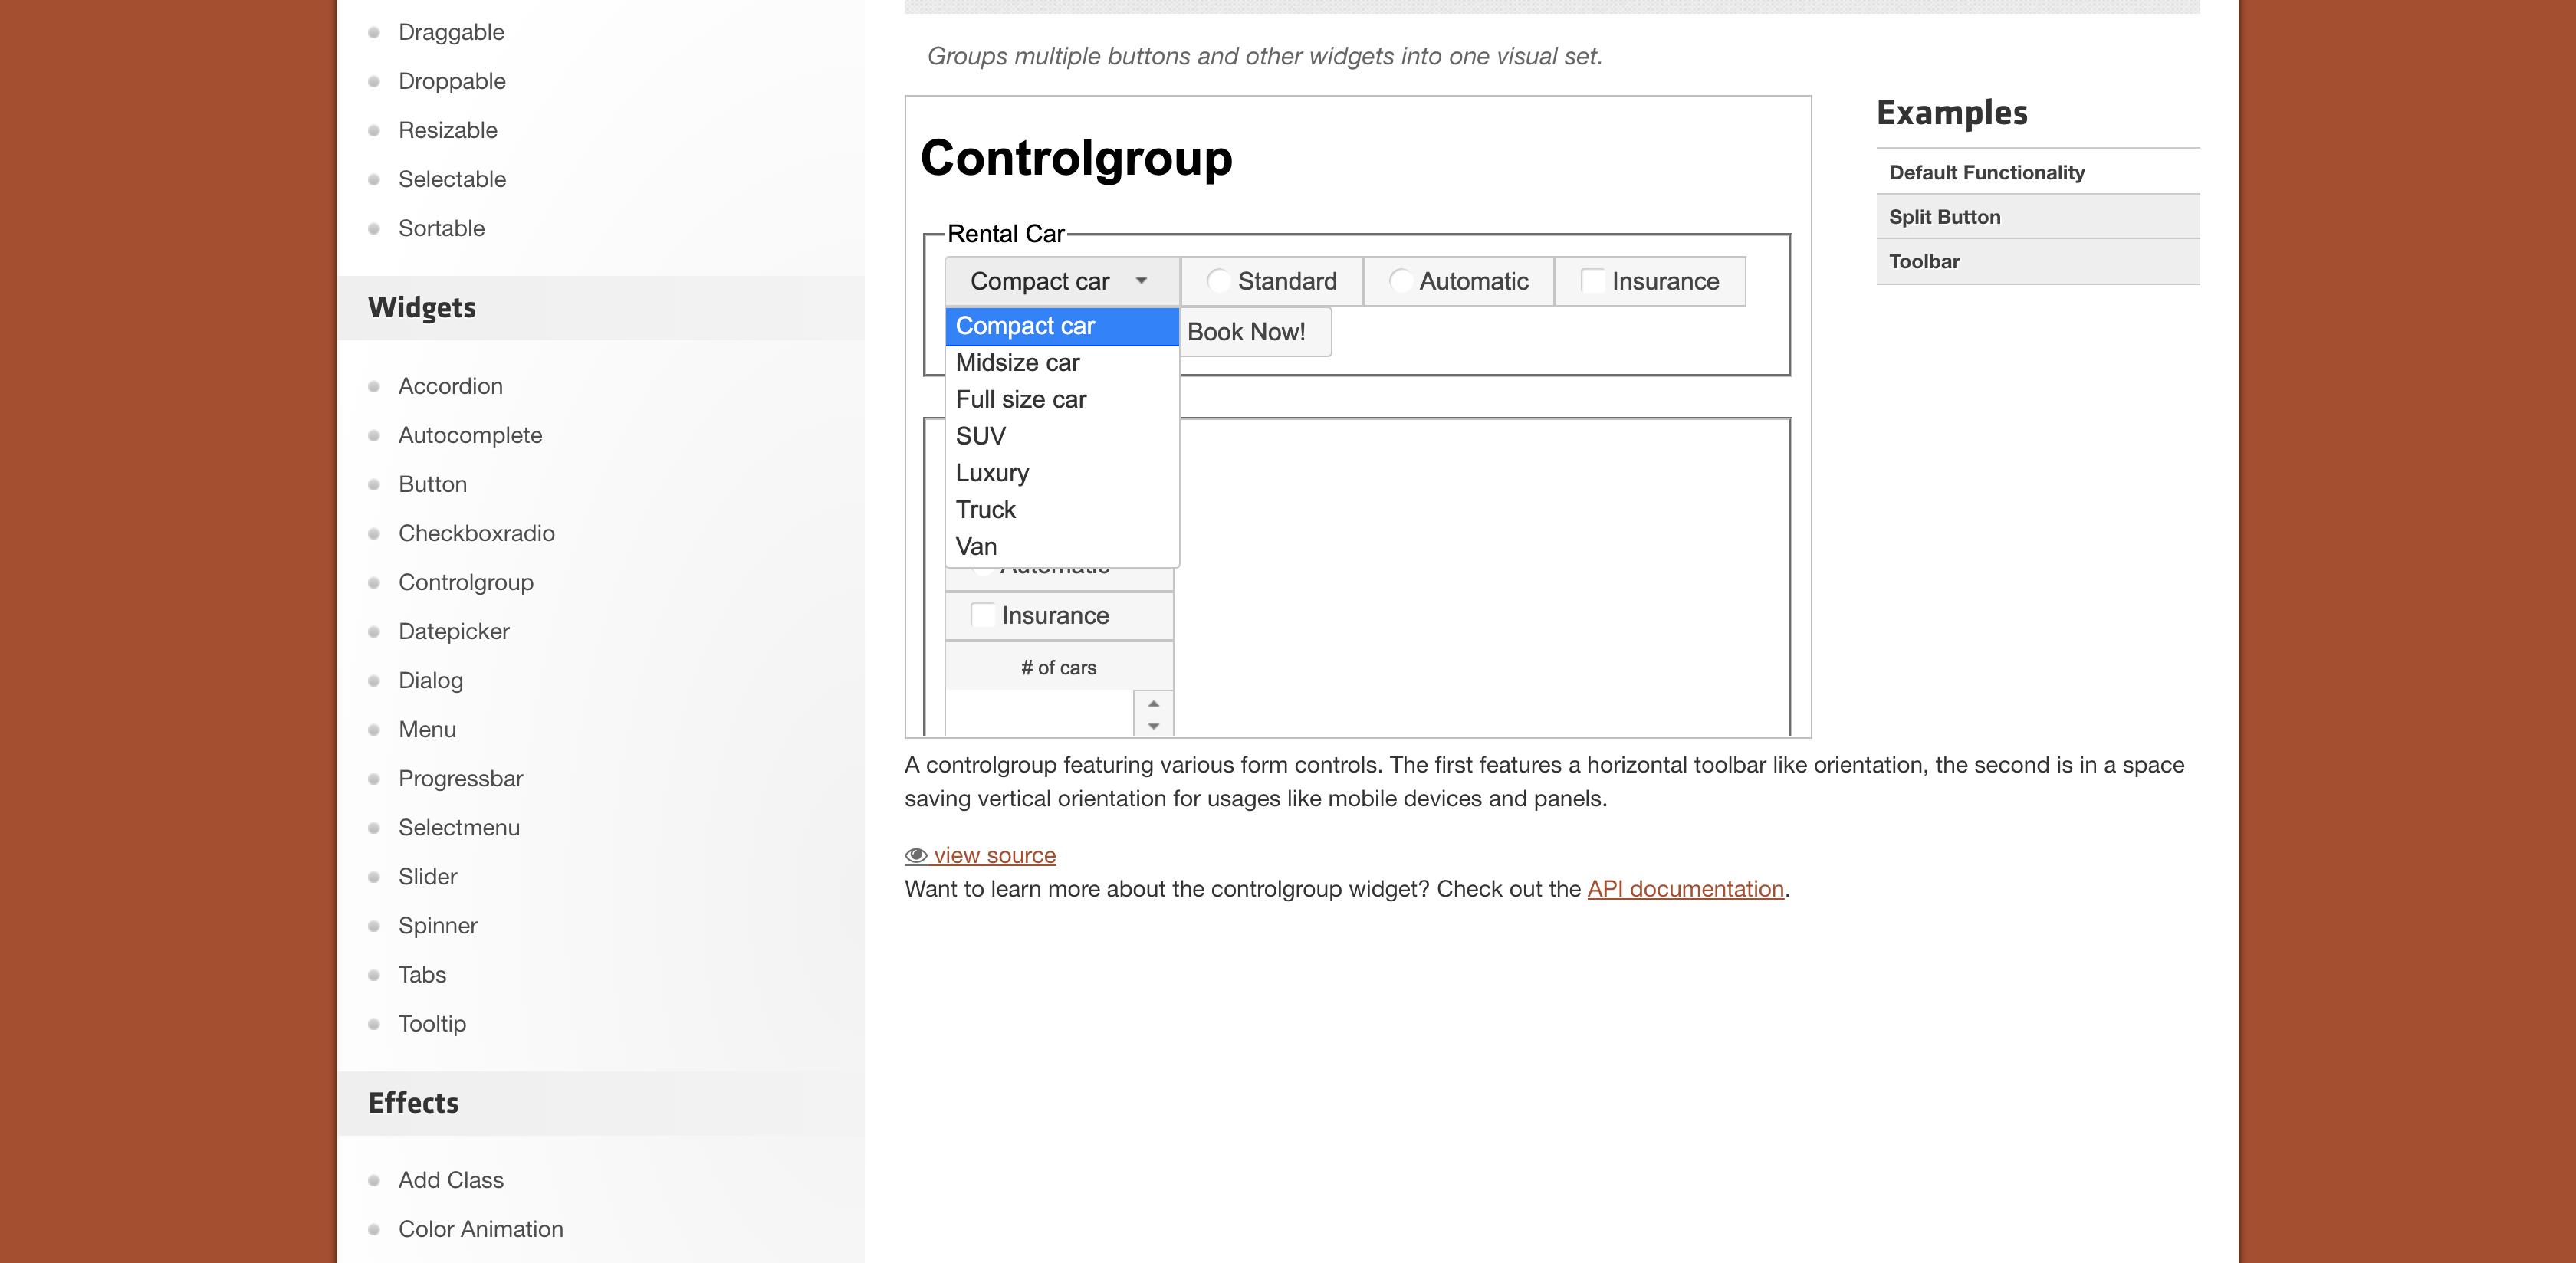 Draggable
Droppable
Resizable
Selectable
Sortable
Widgets
Accordion
Autocomplete
Button
Checkboxradio
Controlgroup
Datepicker
Dialog
Menu
Progressbar
Selectmenu
Slider
Spinner
Tabs
Tooltip
Effects
Add Class
Color Animation
Groups multiple buttons and other widgets into one visual set.
Controlgroup
Rental Car
Compact car Standard Automatic Insurance
Compact car
Book Now!
Midsize car
Full size car
SUV
Luxury
Truck
Van
Automatic
Insurance
# of cars
A controlgroup featuring various form controls. The first features a horizontal toolbar like orientation, the second is in a space
saving vertical orientation for usages like mobile devices and panels.
view source
Want to learn more about the controlgroup widget? Check out the API documentation.
Examples
Default Functionality
Split Button
Toolbar